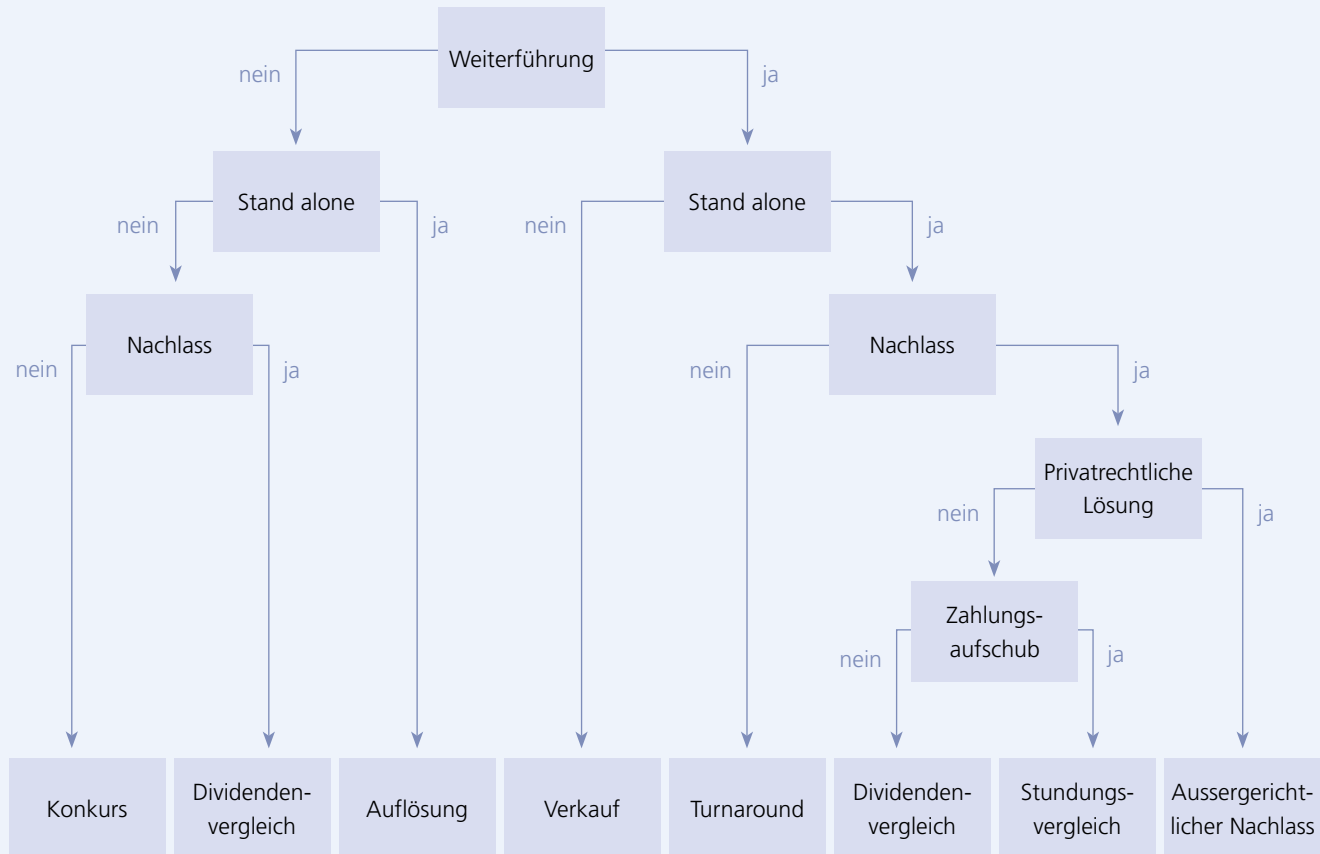 Weiterführung
nein
ja
Stand alone
Stand alone
nein
ja
nein
ja
Nachlass
Nachlass
nein
ja
nein
ja
Privatrechtliche
Lösung
nein
ja
Zahlungs-
aufschub
nein
ja
Konkurs
Dividenden-
vergleich
Auflösung
Verkauf
Turnaround
Dividenden-
vergleich
Stundungs-
vergleich
Aussergericht-
licher Nachlass